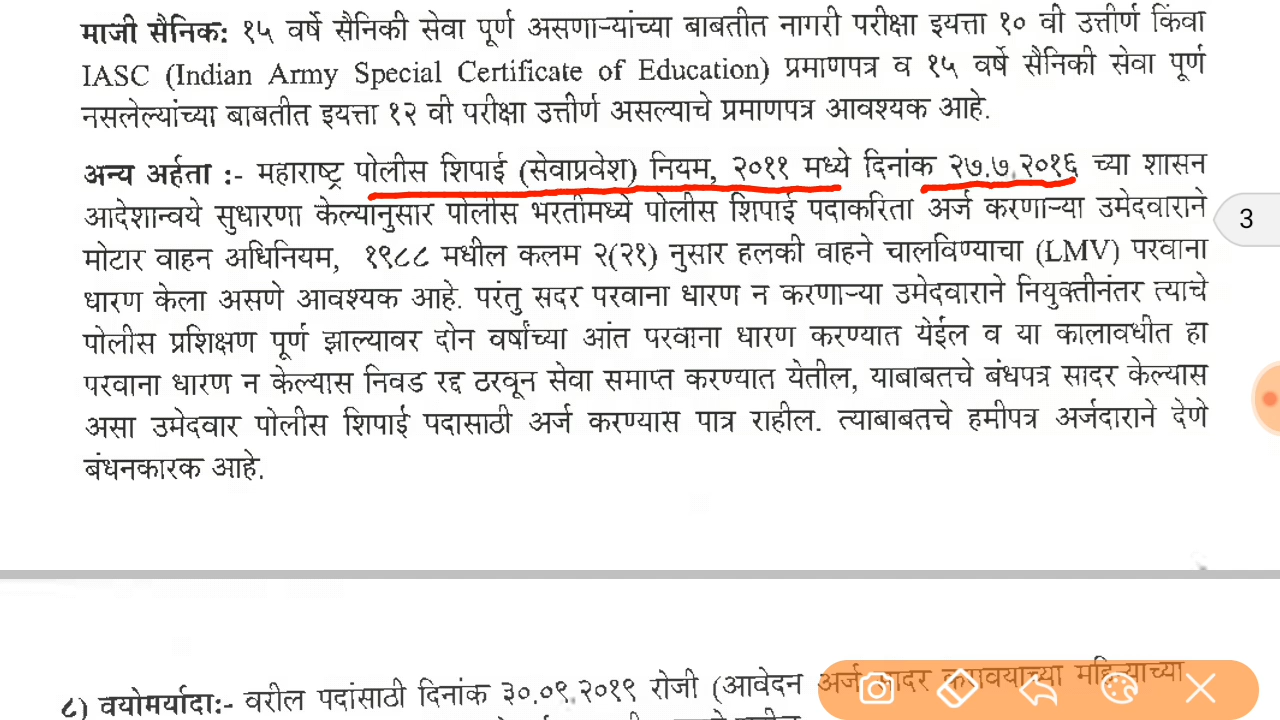 माजी सैनिक: १५ वर्षे सैनिकी सेवा पूर्ण असणाऱ्यांच्या बाबतीत नागरी परीक्षा इयत्ता १० वी उत्तीर्ण किंवा
IASC (Indian Army Special Certificate of Education) प्रमाणपत्र व १५ वर्षे सैनिकी सेवा पूर्ण
नसलेल्यांच्या बाबतीत इयत्ता १२ वी परीक्षा उत्तीर्ण असल्याचे प्रमाणपत्र आवश्यक आहे.
अन्य अर्हता :- महाराष्ट्र पोलीस शिपाई (सेवाप्रवेश) नियम, २०११ मध्ये दिनांक २७.७.२०१६ च्या शासन
आदेशान्वये सुधारणा केल्यानुसार पोलीस भरतीमध्ये पोलीस शिपाई पदाकरिता अर्ज करणाऱ्या उमेदवाराने
मोटार वाहन अधिनियम, १९८८ मधील कलम २(२१) नुसार हलकी वाहने चालविण्याचा (LMV) परवाना
धारण केला असणे आवश्यक आहे. परंतु सदर परवाना धारण न करणाऱ्या उमेदवाराने नियुक्तीनंतर त्याचे
पोलीस प्रशिक्षण पूर्ण झाल्यावर दोन वर्षांच्या आंत परवाना धारण करण्यात येईल व या कालावधीत हा
परवाना धारण न केल्यास निवड रद्द ठरवून सेवा समाप्त करण्यात येतील, याबाबतचे बंधपत्र सादर केल्यास
असा उमेदवार पोलीस शिपाई पदासाठी अर्ज करण्यास पात्र राहील. त्याबाबतचे हमीपत्र अर्जदाराने देणे
बंधनकारक आहे.
3
८) वयोमर्यादा:- वरील पदांसाठी दिनांक ३०.०९.२०१९ रोजी (आवेदन अर्ज सादर करावयाच्या महिन्याच्या